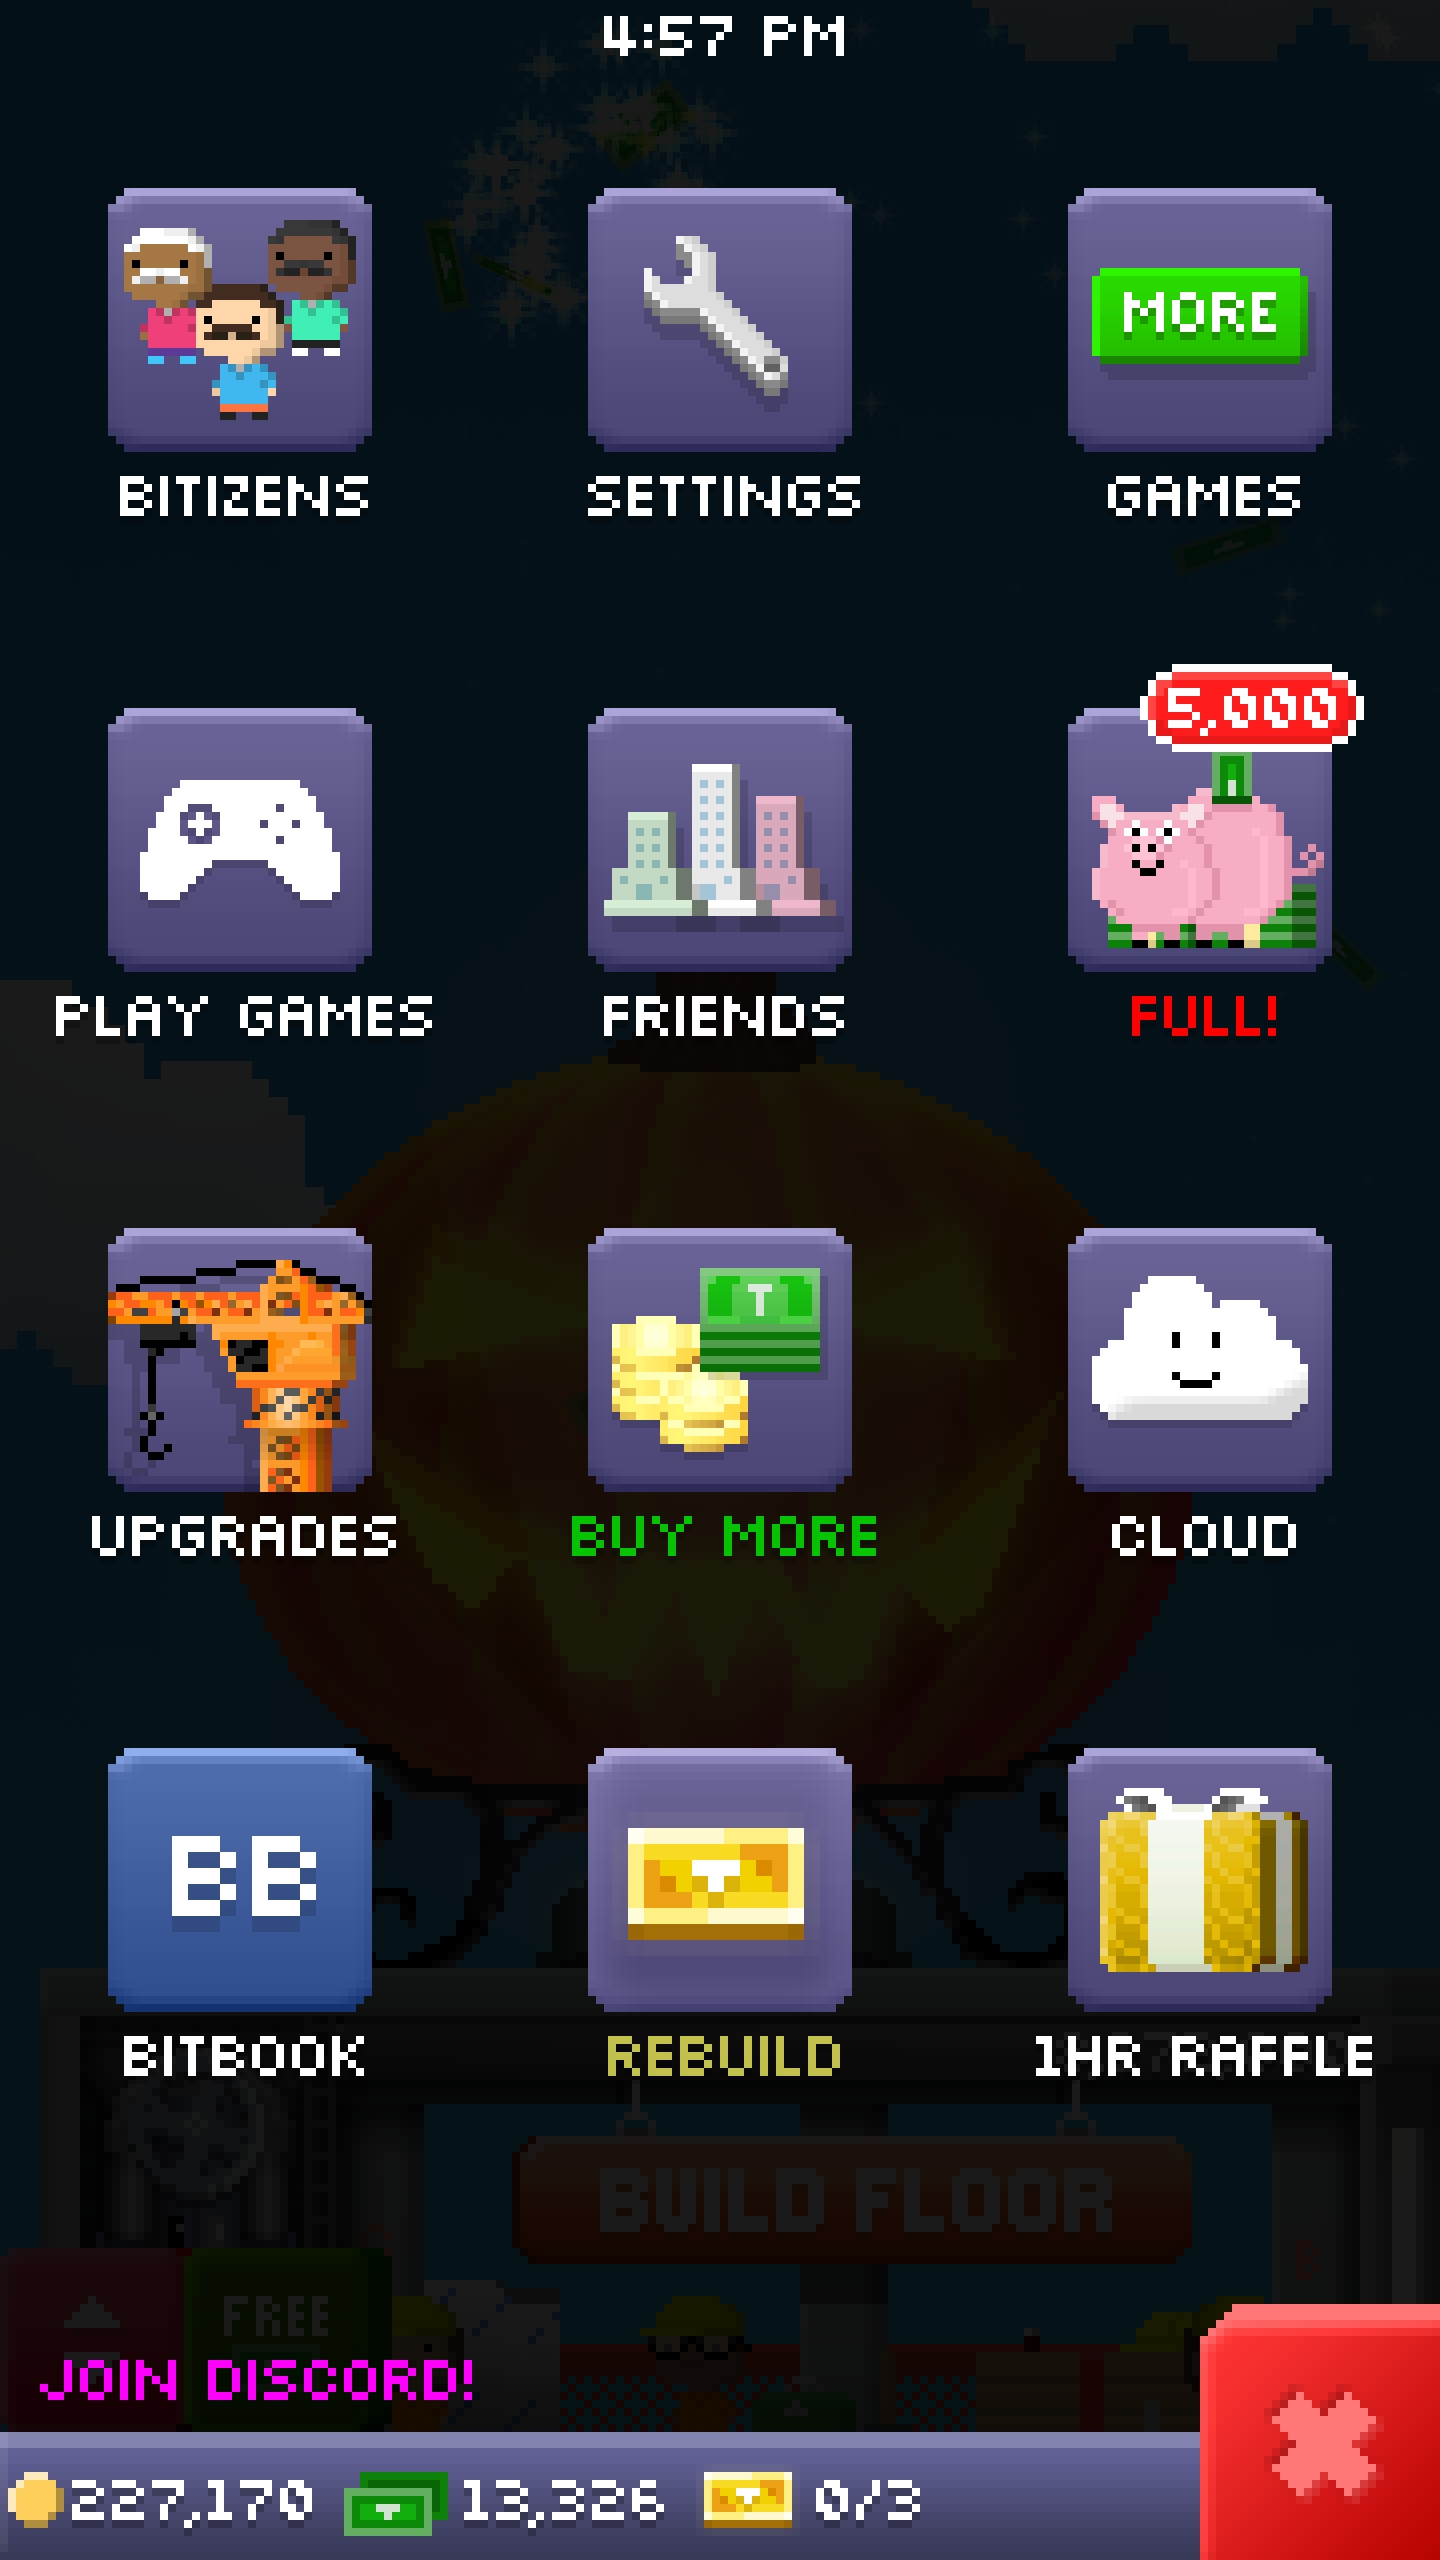 4:57 PM
MORE
BITIZENS
SETTINGS
GAMES
5,000
PLAY GAMES
FRIENDS
FULL!
T
UPGRADES
BUY MORE
CLOUD
BB
BITBOOK
REBUILD
1HR RAFFLE
BUILD FLOOR
FREE
JOIN DISCORD!
227,170
13,326
0/3